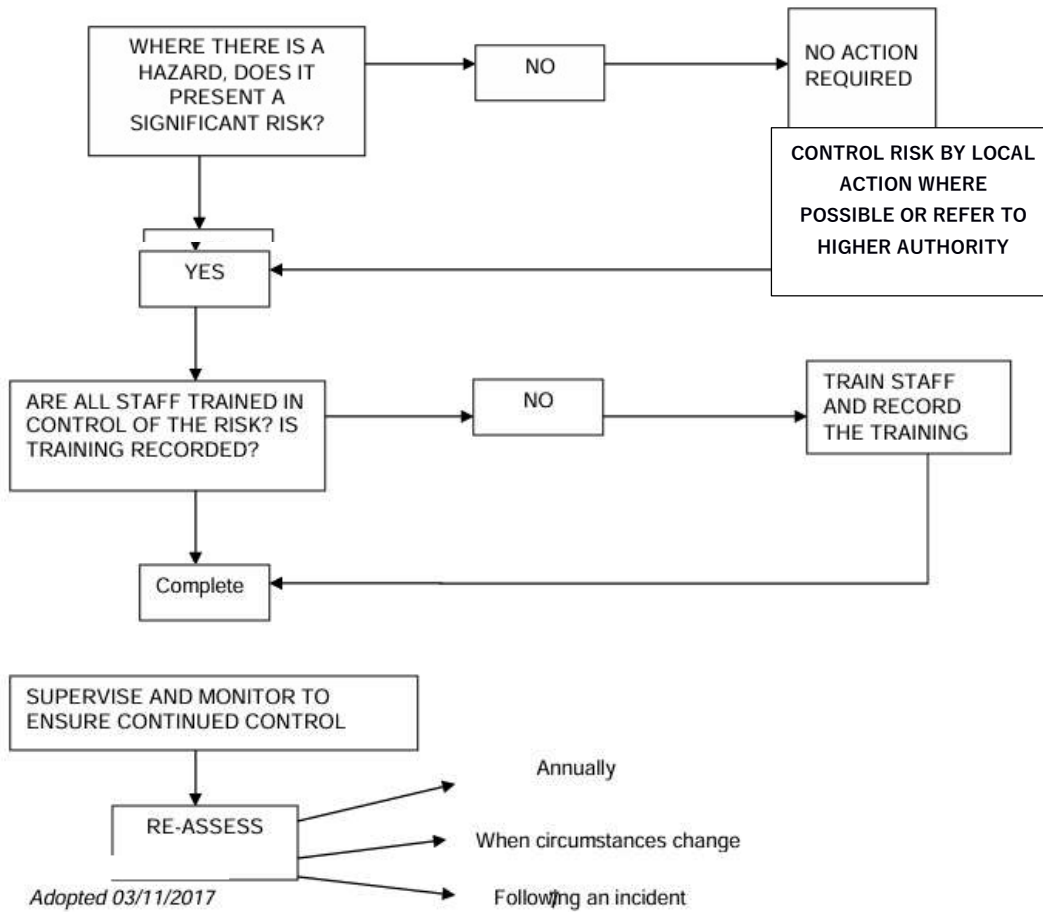 WHERE THERE IS A
HAZARD, DOES IT
PRESENT A
SIGNIFICANT RISK?
NO
NO ACTION
REQUIRED
CONTROL RISK BY LOCAL
ACTION WHERE
POSSIBLE OR REFER TO
HIGHER AUTHORITY
YES
ARE ALL STAFF TRAINED IN
CONTROL OF THE RISK? IS
TRAINING RECORDED?
NO
TRAIN STAFF
AND RECORD
THE TRAINING
Complete
SUPERVISE AND MONITOR TO
ENSURE CONTINUED CONTROL
Annually
RE-ASSESS
When circumstances change
Adopted 03/11/2017
Following an incident